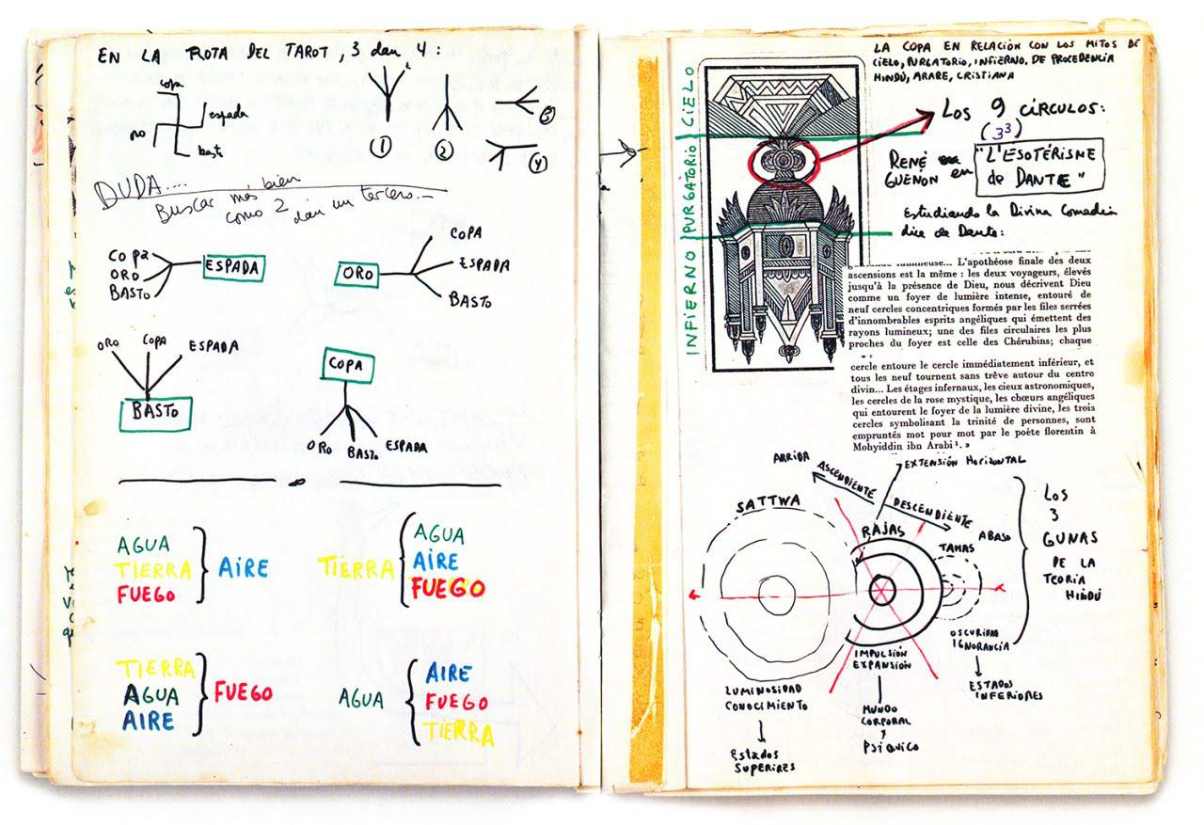 EN LA ROTA DEL TAROT, 3 dan 4:
copa
espada
oro
basto
1
2
3
4
DUDA....
Buscar más bien
como 2 dan un tercero.-
COPA
ORO
BASTO
ESPADA
ORO
COPA
ESPADA
BASTO
ORO
COPA
ESPADA
BASTO
COPA
ORO
BASTO
ESPADA
AGUA
TIERRA
FUEGO
AIRE
TIERRA
AGUA
AIRE
FUEGO
TIERRA
AGUA
AIRE
FUEGO
AGUA
AIRE
FUEGO
TIERRA
LA COPA EN RELACIÓN CON LOS MITOS DE
CIELO, PURGATORIO, INFIERNO, DE PROCEDENCIA
HINDÚ, ARABE, CRISTIANA
INFIERNO PURGATORIO CIELO
LOS 9 CÍRCULOS:
(3³)
RENÉ
GUENON en
"L'ESOTÉRISME
de DANTE"
Estudiando la Divina Comedia
dice de Dante:
L'apothéose finale des deux
ascensions est la même : les deux voyageurs, élevés
jusqu'à la présence de Dieu, nous décrivent Dieu
comme un foyer de lumière intense, entouré de
neuf cercles concentriques formés par les files serrées
d'innombrables esprits angéliques qui émettent des
rayons lumineux; une des files circulaires les plus
proches du foyer est celle des Chérubins; chaque
cercle entoure le cercle immédiatement inférieur, et
tous les neuf tournent sans trêve autour du centre
divin... Les étages infernaux, les cieux astronomiques,
les cercles de la rose mystique, les chœurs angéliques
qui entourent le foyer de la lumière divine, les trois
cercles symbolisant la trinité de personnes, sont
empruntés mot pour mot par le poète florentin à
Mohyiddin ibn Arabi¹. »
ARRIBA
ASCENDIENTE
EXTENSIÓN HORIZONTAL
DESCENDIENTE
ABAJO
SATTWA
RAJAS
TAMAS
LOS
3
GUNAS
DE LA
TEORÍA
HINDÚ
LUMINOSIDAD
CONOCIMIENTO
ESTADOS
SUPERIORES
IMPULSIÓN
EXPANSIÓN
MUNDO
CORPORAL
Y
PSÍQUICO
OSCURIDAD
IGNORANCIA
ESTADOS
INFERIORES